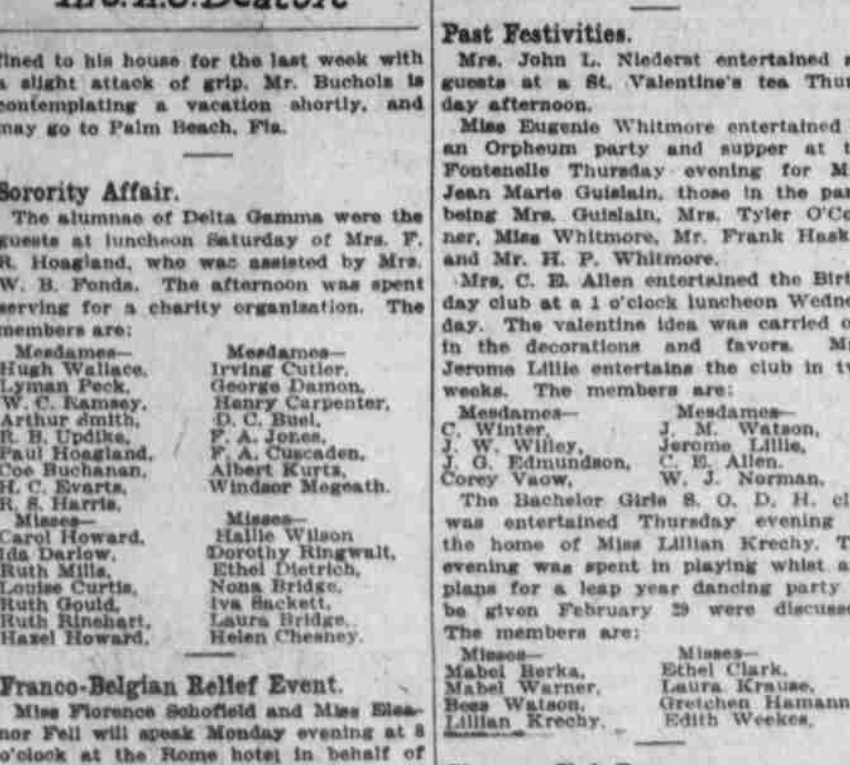 fined to his house for the last week with
a slight attack of grip. Mr. Buchols is
contemplating a vacation shortly, and
may go to Palm Beach, Fla.
Sorority Affair.
The alumnae of Delta Gamma were the
guests at luncheon Saturday of Mrs. F.
R. Hoagland, who was assisted by Mrs.
W. B. Fonda. The afternoon was spent
serving for a charity organization. The
members are:
Mesdames—
Hugh Wallace,
Lyman Peck,
W. C. Ramsey,
Arthur Smith,
R. B. Updike,
Paul Hoagland,
Coe Buchanan,
H. C. Evarts,
R. S. Harris,
Mesdames—
Irving Cutler,
George Damon,
Henry Carpenter,
D. C. Buel,
F. A. Jones,
F. A. Cuscaden,
Albert Kurtz,
Windsor Megeath.
Misses—
Carol Howard,
Ida Darlow,
Ruth Mills,
Louise Curtis,
Ruth Gould,
Ruth Rinehart,
Hazel Howard,
Misses—
Hallie Wilson
Dorothy Ringwalt,
Ethel Dietrich,
Nona Bridge,
Iva Sackett,
Laura Bridge,
Helen Chesney.
Franco-Belgian Relief Event.
Miss Florence Schofield and Miss Elea-
nor Fell will speak Monday evening at 8
o'clock at the Rome hotel in behalf of
Past Festivities.
Mrs. John L. Niederst entertained
guests at a St. Valentine's tea Thur
day afternoon.
Miss Eugenie Whitmore entertained
an Orpheum party and supper at t
Fontenelle Thursday evening for M
Jean Marie Guislain, those in the par
being Mrs. Guislain, Mrs. Tyler O'Co
ner, Miss Whitmore, Mr. Frank Hask
and Mr. H. P. Whitmore.
Mrs. C. E. Allen entertained the Birt
day club at a 1 o'clock luncheon Wedne
day. The valentine idea was carried o
in the decorations and favors. M
Jerome Lillie entertains the club in tw
weeks. The members are:
Mesdames—
C. Winter,
J. W. Willey,
J. G. Edmundson,
Corey Vaow,
Mesdames—
J. M. Watson,
Jerome Lillie,
C. E. Allen.
W. J. Norman.
The Bachelor Girls S. O. D. H. cl
was entertained Thursday evening
the home of Miss Lillian Krechy. T
evening was spent in playing whist a
plans for a leap year dancing party
be given February 29 were discusse
The members are:
Misses—
Mabel Berka,
Mabel Warner,
Bess Watson,
Lillian Krechy,
Misses—
Ethel Clark,
Laura Krause,
Gretchen Hamann
Edith Weekes.